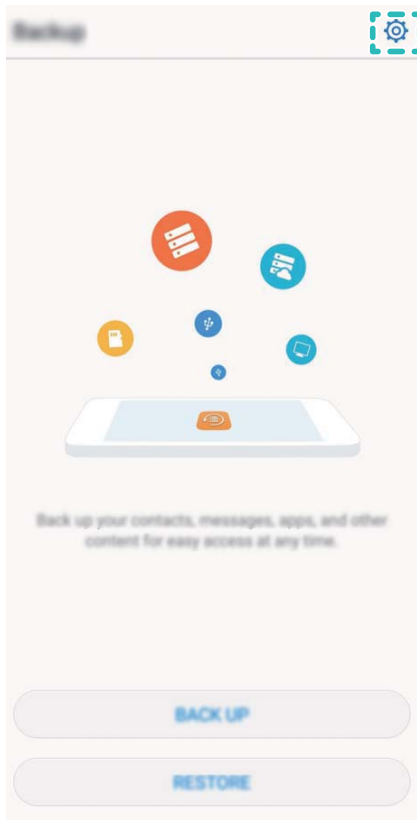 Backup
Back up your contacts, messages, apps, and other
content for easy access at any time.
BACK UP
RESTORE